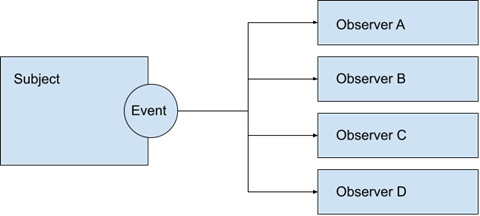 Subject
Event
Observer A
Observer B
Observer C
Observer D